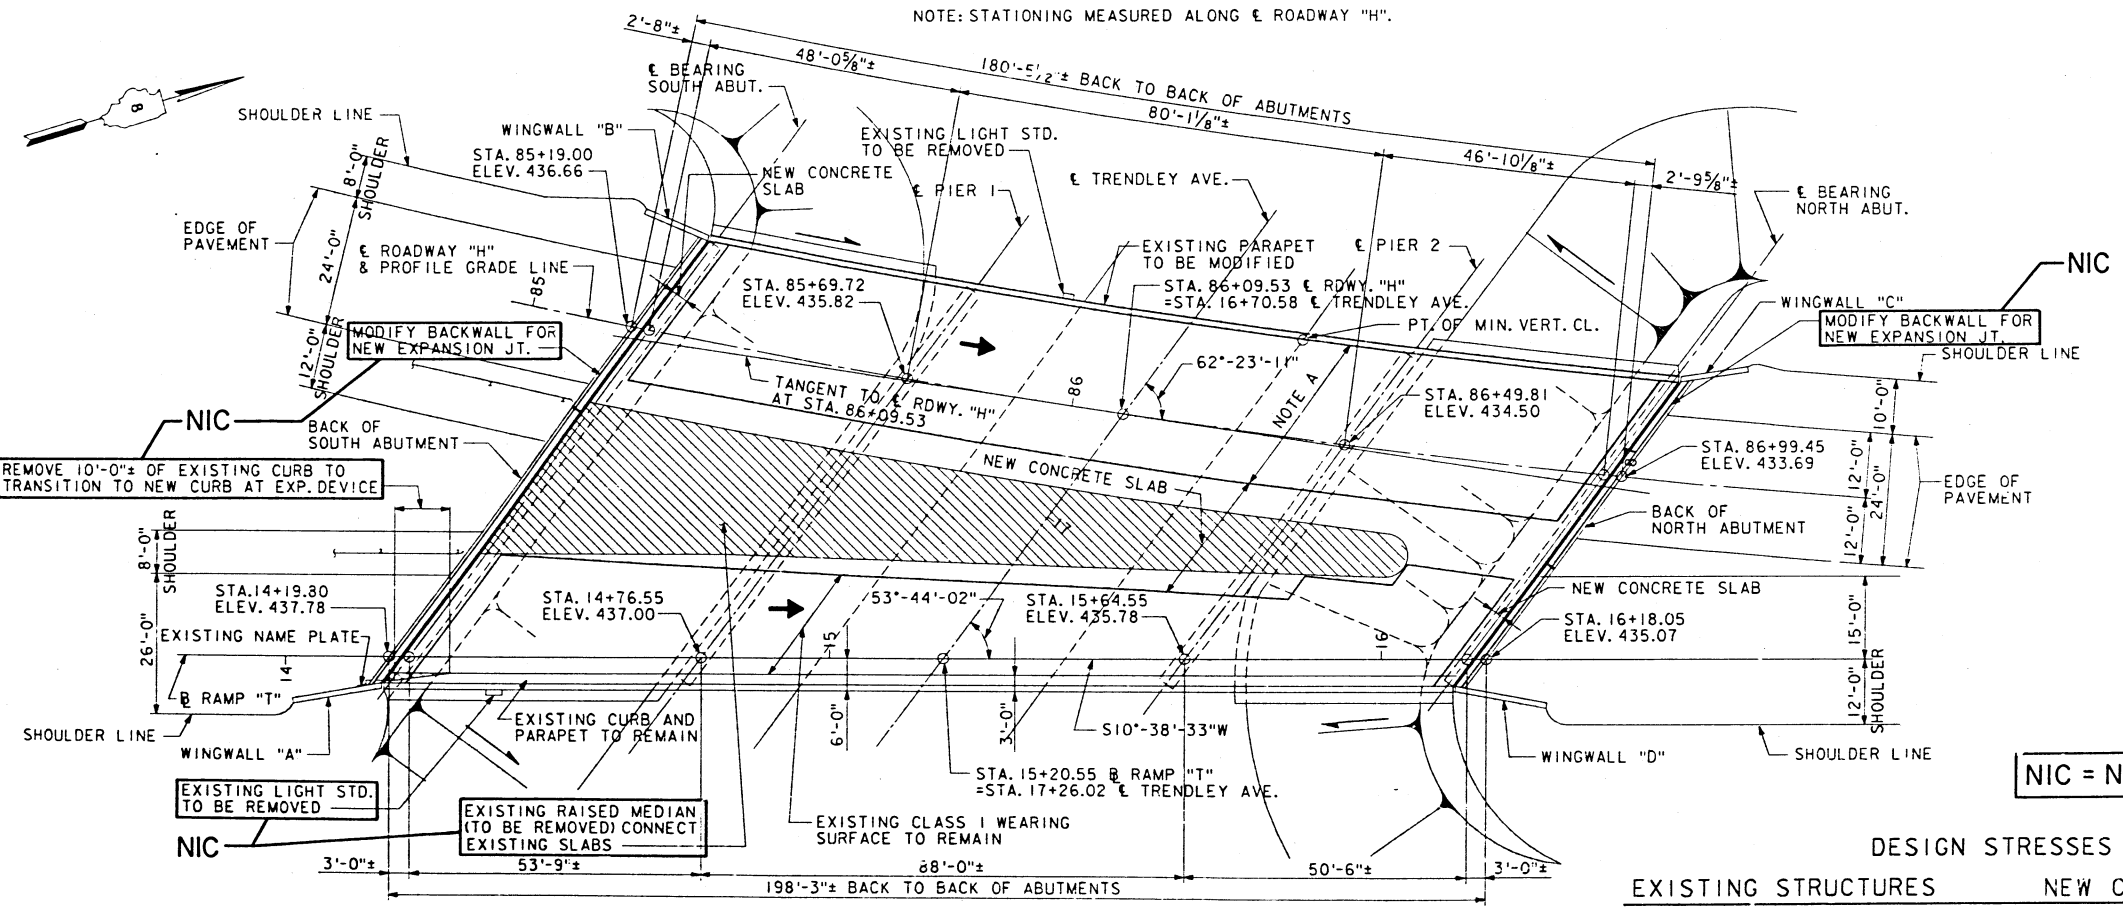 NOTE: STATIONING MEASURED ALONG ℄ ROADWAY "H".
2'-8"±
48'-0⅝"±
180'-5½"± BACK TO BACK OF ABUTMENTS
80'-1⅛"±
46'-10⅛"±
2'-9⅝"±
8
SHOULDER LINE
℄ BEARING
SOUTH ABUT.
WINGWALL "B"
STA. 85+19.00
ELEV. 436.66
NEW CONCRETE
SLAB
EXISTING LIGHT STD.
TO BE REMOVED
℄ PIER 1
℄ TRENDLEY AVE.
EXISTING PARAPET
TO BE MODIFIED
℄ PIER 2
℄ BEARING
NORTH ABUT.
NIC
8'-0"
SHOULDER
EDGE OF
PAVEMENT
24'-0"
℄ ROADWAY "H"
& PROFILE GRADE LINE
85
STA. 85+69.72
ELEV. 435.82
STA. 86+09.53 ℄ RDWY. "H"
=STA. 16+70.58 ℄ TRENDLEY AVE.
WINGWALL "C"
MODIFY BACKWALL FOR
NEW EXPANSION JT.
SHOULDER LINE
12'-0"
SHOULDER
MODIFY BACKWALL FOR
NEW EXPANSION JT.
PT. OF MIN. VERT. CL.
62°-23'-11"
TANGENT TO ℄ RDWY. "H"
AT STA. 86+09.53
86
NOTE A
STA. 86+49.81
ELEV. 434.50
10'-0"
NIC
BACK OF
SOUTH ABUTMENT
REMOVE 10'-0"± OF EXISTING CURB TO
TRANSITION TO NEW CURB AT EXP. DEVICE
NEW CONCRETE SLAB
17
STA. 86+99.45
ELEV. 433.69
12'-0"
24'-0"
12'-0"
EDGE OF
PAVEMENT
BACK OF
NORTH ABUTMENT
8'-0"
SHOULDER
STA. 14+19.80
ELEV. 437.78
STA. 14+76.55
ELEV. 437.00
53°-44'-02"
STA. 15+64.55
ELEV. 435.78
NEW CONCRETE SLAB
STA. 16+18.05
ELEV. 435.07
15'-0"
12'-0"
SHOULDER
26'-0"
EXISTING NAME PLATE
14
15
16
℄ RAMP "T"
SHOULDER LINE
WINGWALL "A"
EXISTING CURB AND
PARAPET TO REMAIN
6'-0"
3'-0"
S10°-38'-33"W
WINGWALL "D"
SHOULDER LINE
STA. 15+20.55 ℄ RAMP "T"
=STA. 17+26.02 ℄ TRENDLEY AVE.
EXISTING LIGHT STD.
TO BE REMOVED
NIC
EXISTING RAISED MEDIAN
(TO BE REMOVED) CONNECT
EXISTING SLABS
EXISTING CLASS I WEARING
SURFACE TO REMAIN
NIC = N
3'-0"±
53'-9"±
88'-0"±
50'-6"±
3'-0"±
198'-3"± BACK TO BACK OF ABUTMENTS
DESIGN STRESSES
EXISTING STRUCTURES
NEW C